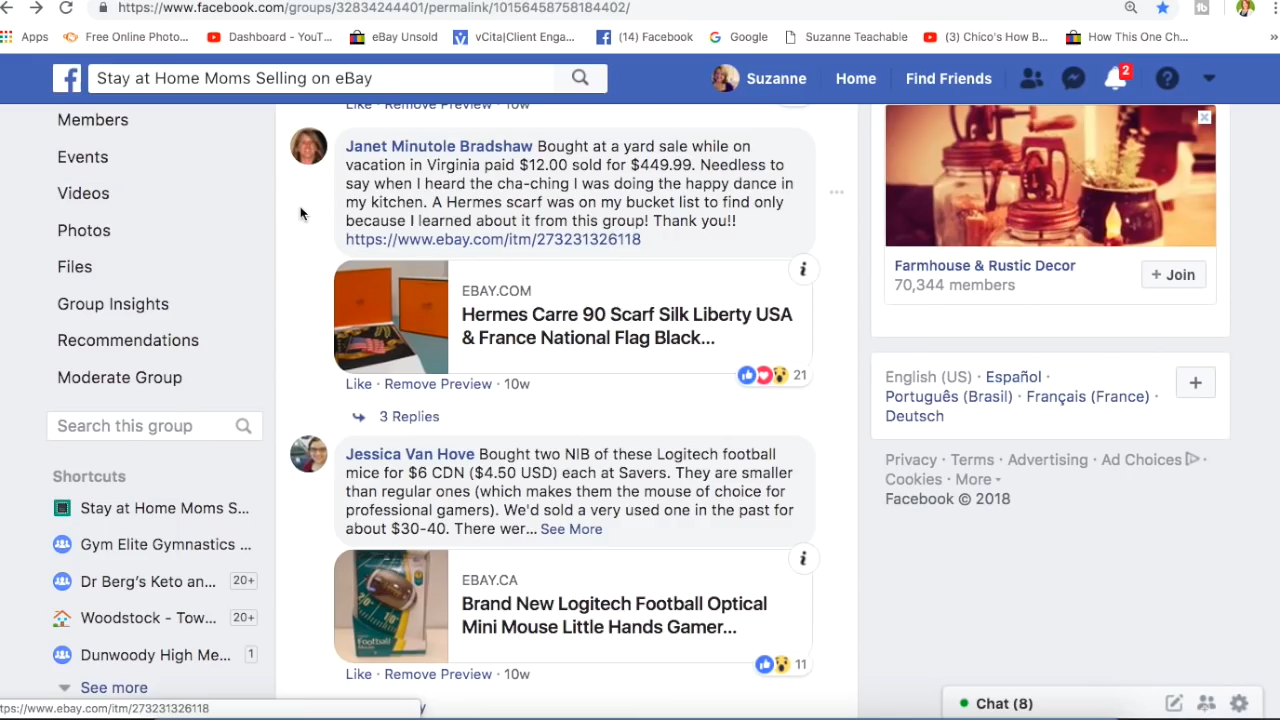 https://www.facebook.com/groups/32834244401/permalink/10156458758184402/
Apps
Free Online Photo...
Dashboard - YouT...
eBay Unsold
vCita|Client Enga...
(14) Facebook
Google
Suzanne Teachable
(3) Chico's How B...
How This One Ch...
»
Stay at Home Moms Selling on eBay
Suzanne
Home
Find Friends
2
Members
Events
Videos
Photos
Files
Group Insights
Recommendations
Moderate Group
Search this group
Shortcuts
Stay at Home Moms S...
Gym Elite Gymnastics ...
Dr Berg's Keto an... 20+
Woodstock - Tow... 20+
Dunwoody High Me... 1
See more
Like · Remove Preview · 10w
Janet Minutole Bradshaw Bought at a yard sale while on
vacation in Virginia paid $12.00 sold for $449.99. Needless to
say when I heard the cha-ching I was doing the happy dance in
my kitchen. A Hermes scarf was on my bucket list to find only
because I learned about it from this group! Thank you!!
https://www.ebay.com/itm/273231326118
EBAY.COM
Hermes Carre 90 Scarf Silk Liberty USA
& France National Flag Black...
Like · Remove Preview · 10w
21
3 Replies
Jessica Van Hove Bought two NIB of these Logitech football
mice for $6 CDN ($4.50 USD) each at Savers. They are smaller
than regular ones (which makes them the mouse of choice for
professional gamers). We'd sold a very used one in the past for
about $30-40. There wer... See More
EBAY.CA
Brand New Logitech Football Optical
Mini Mouse Little Hands Gamer...
Football
Like · Remove Preview · 10w
11
Farmhouse & Rustic Decor
70,344 members
+ Join
English (US) · Español ·
Português (Brasil) · Français (France) ·
Deutsch
Privacy · Terms · Advertising · Ad Choices ·
Cookies · More
Facebook © 2018
Chat (8)
tps://www.ebay.com/itm/273231326118